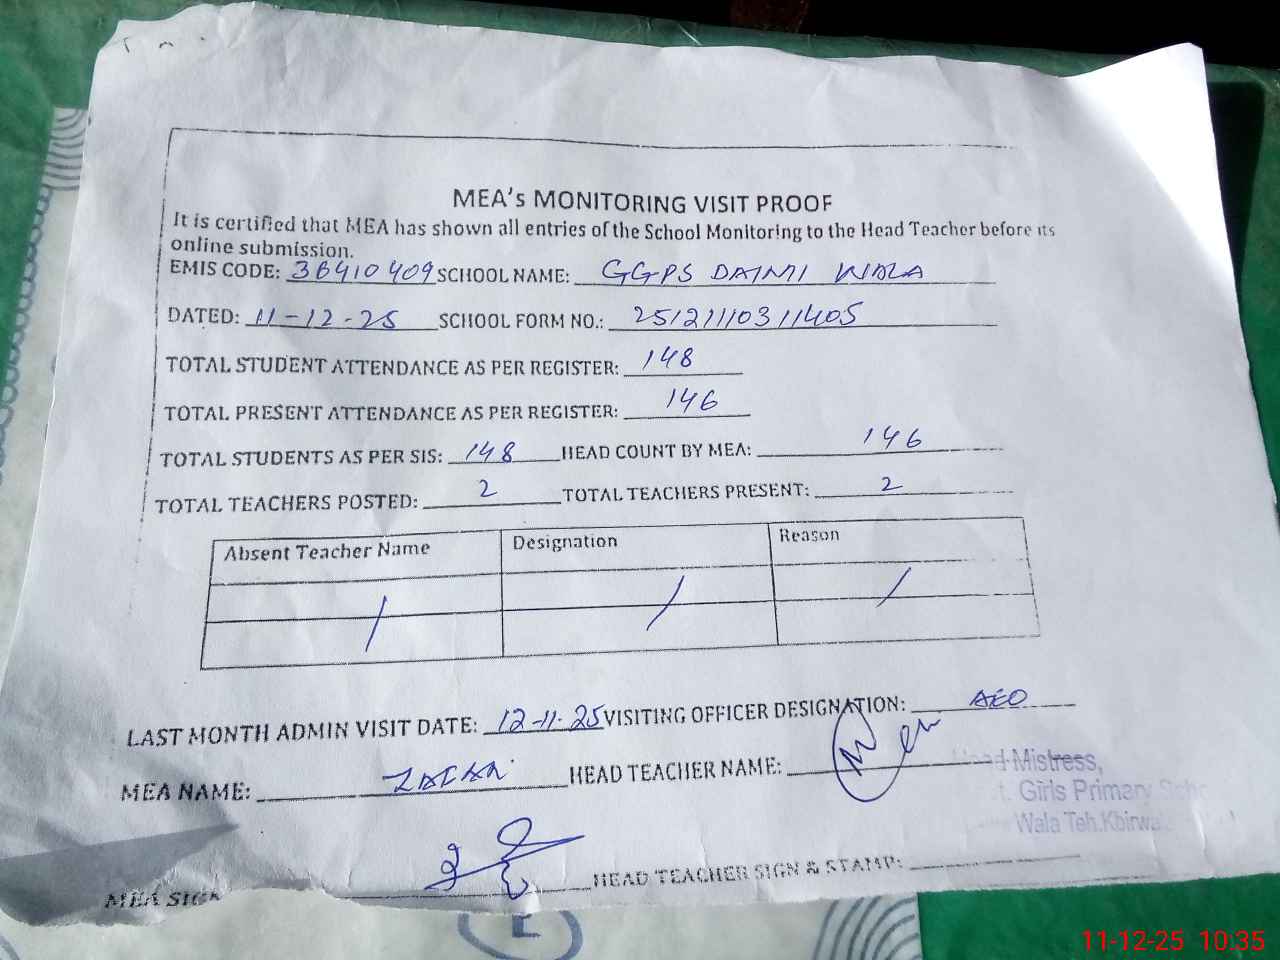 MEA's MONITORING VISIT PROOF
It is certified that MEA has shown all entries of the School Monitoring to the Head Teacher before its
online submission.
EMIS CODE: 36410409 SCHOOL NAME: GGPS DAIMI WALA
DATED: 11-12-25 SCHOOL FORM NO.: 25121110311405
TOTAL STUDENT ATTENDANCE AS PER REGISTER: 148
TOTAL PRESENT ATTENDANCE AS PER REGISTER: 146
TOTAL STUDENTS AS PER SIS: 148 HEAD COUNT BY MEA: 146
TOTAL TEACHERS POSTED: 2 TOTAL TEACHERS PRESENT: 2
Absent Teacher Name Designation Reason
/ / /
LAST MONTH ADMIN VISIT DATE: 12-11-25 VISITING OFFICER DESIGNATION: AEO
MEA NAME: ZAFAR HEAD TEACHER NAME:
Head Mistress,
t. Girls Primary Scho
Wala Teh.Kbirwa
MEA SIGN HEAD TEACHER SIGN & STAMP:
11-12-25 10:35